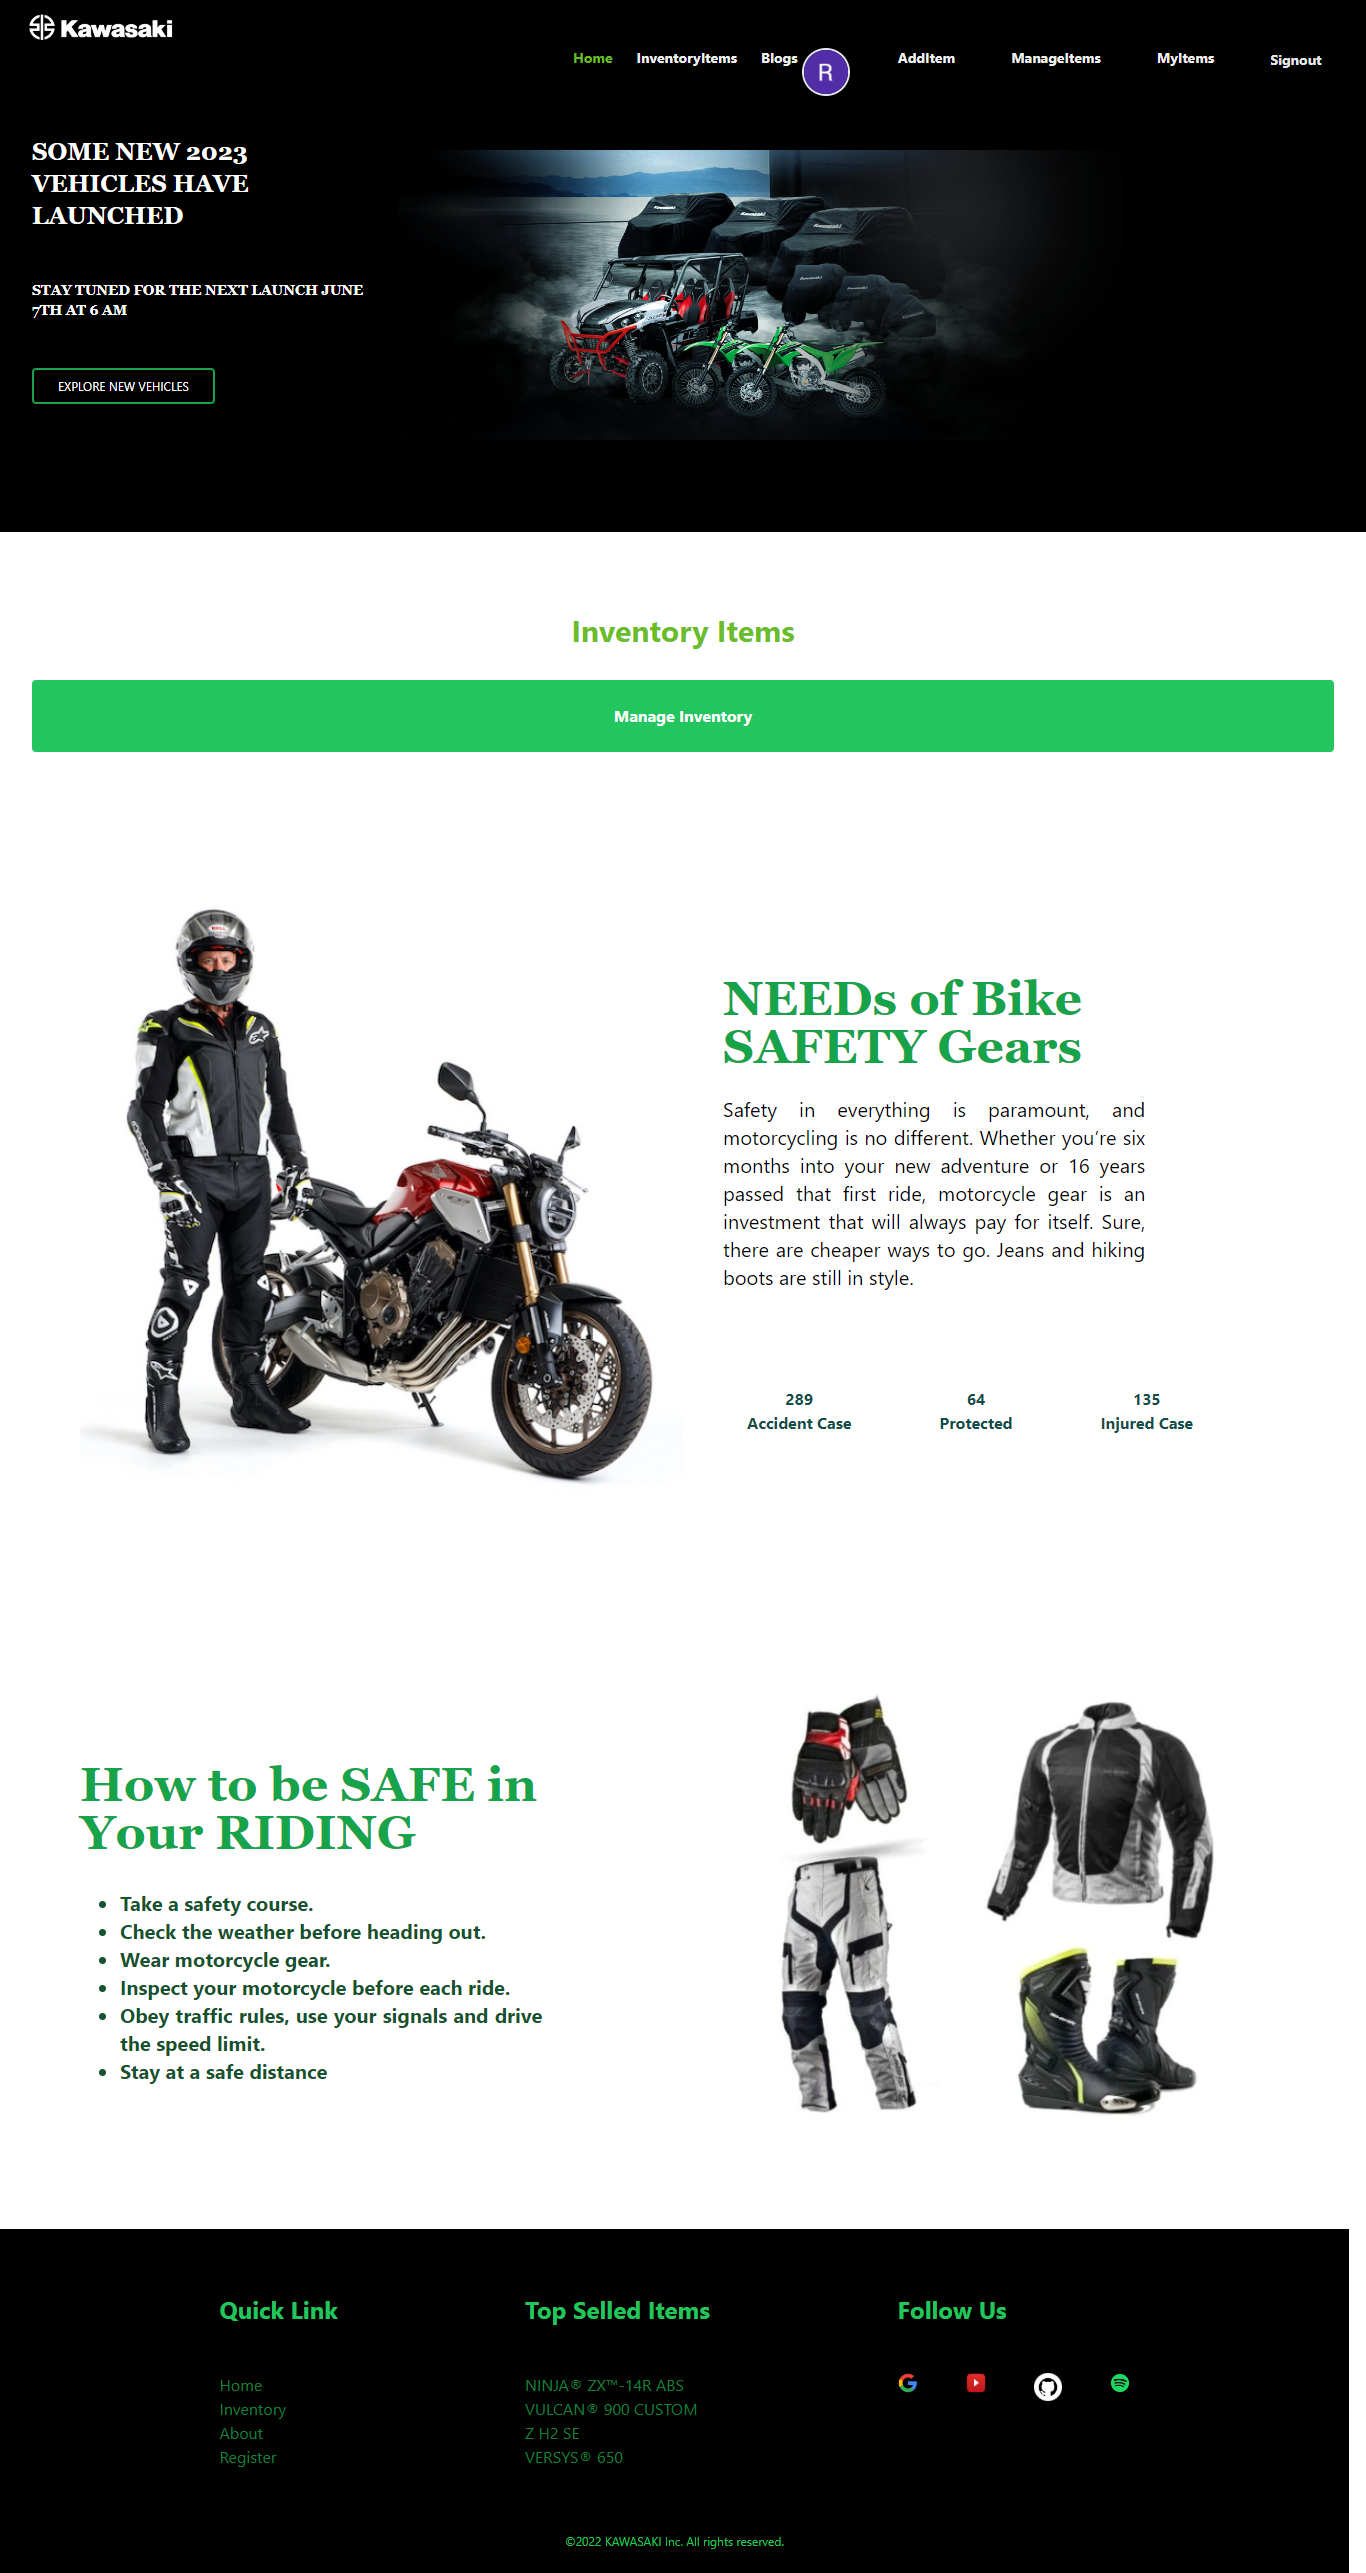 Kawasaki
Home InventoryItems Blogs R AddItem ManageItems MyItems Signout
SOME NEW 2023
VEHICLES HAVE
LAUNCHED
STAY TUNED FOR THE NEXT LAUNCH JUNE
7TH AT 6 AM
EXPLORE NEW VEHICLES
Inventory Items
Manage Inventory
NEEDs of Bike
SAFETY Gears
Safety in everything is paramount, and
motorcycling is no different. Whether you’re six
months into your new adventure or 16 years
passed that first ride, motorcycle gear is an
investment that will always pay for itself. Sure,
there are cheaper ways to go. Jeans and hiking
boots are still in style.
289 64 135
Accident Case Protected Injured Case
How to be SAFE in
Your RIDING
• Take a safety course.
• Check the weather before heading out.
• Wear motorcycle gear.
• Inspect your motorcycle before each ride.
• Obey traffic rules, use your signals and drive
the speed limit.
• Stay at a safe distance
Quick Link
Home
Inventory
About
Register
Top Selled Items
NINJA® ZX™-14R ABS
VULCAN® 900 CUSTOM
Z H2 SE
VERSYS® 650
Follow Us
©2022 KAWASAKI Inc. All rights reserved.